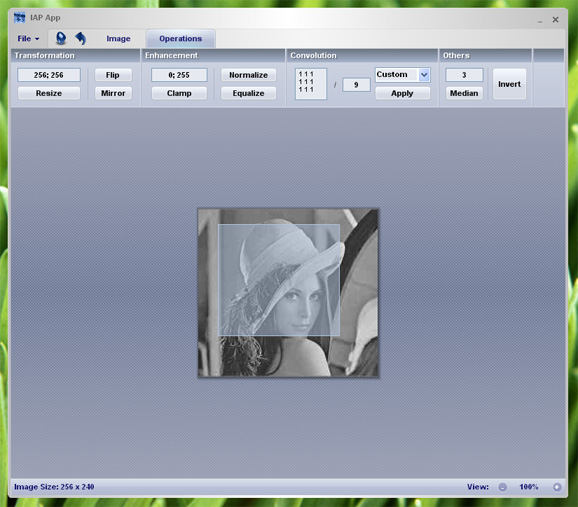 IAP App
File Image Operations
Transformation Enhancement Convolution Others
256; 256 Flip 0; 255 Normalize 1 1 1 / 9 Custom 3 Invert
1 1 1
1 1 1
Resize Mirror Clamp Equalize Apply Median
Image Size: 256 x 240 View: 100%